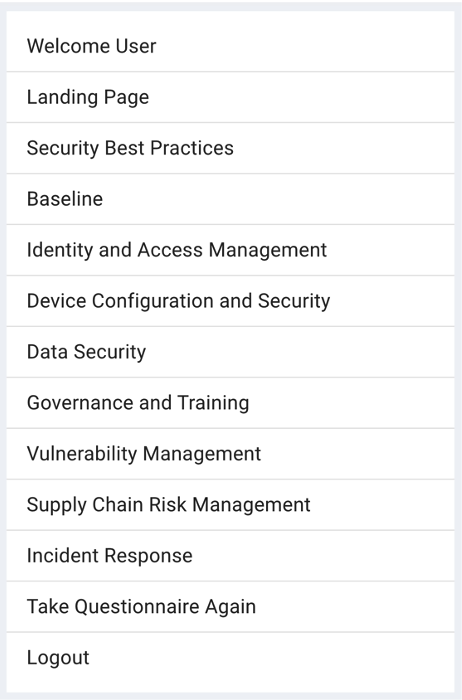 Welcome User
Landing Page
Security Best Practices
Baseline
Identity and Access Management
Device Configuration and Security
Data Security
Governance and Training
Vulnerability Management
Supply Chain Risk Management
Incident Response
Take Questionnaire Again
Logout